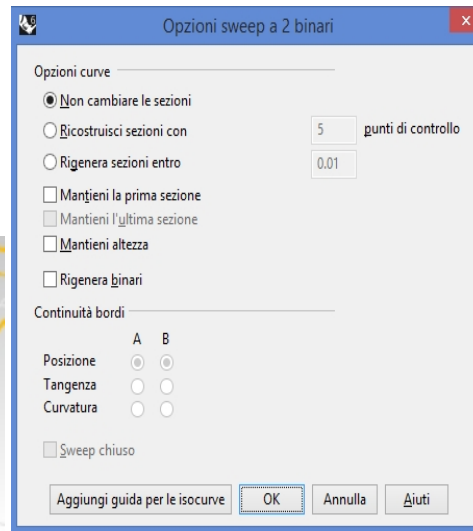 Opzioni sweep a 2 binari
Opzioni curve
Non cambiare le sezioni
Ricostruisci sezioni con 5 punti di controllo
Rigenera sezioni entro 0.01
Mantieni la prima sezione
Mantieni l'ultima sezione
Mantieni altezza
Rigenera binari
Continuità bordi
A B
Posizione
Tangenza
Curvatura
Sweep chiuso
Aggiungi guida per le isocurve OK Annulla Aiuti